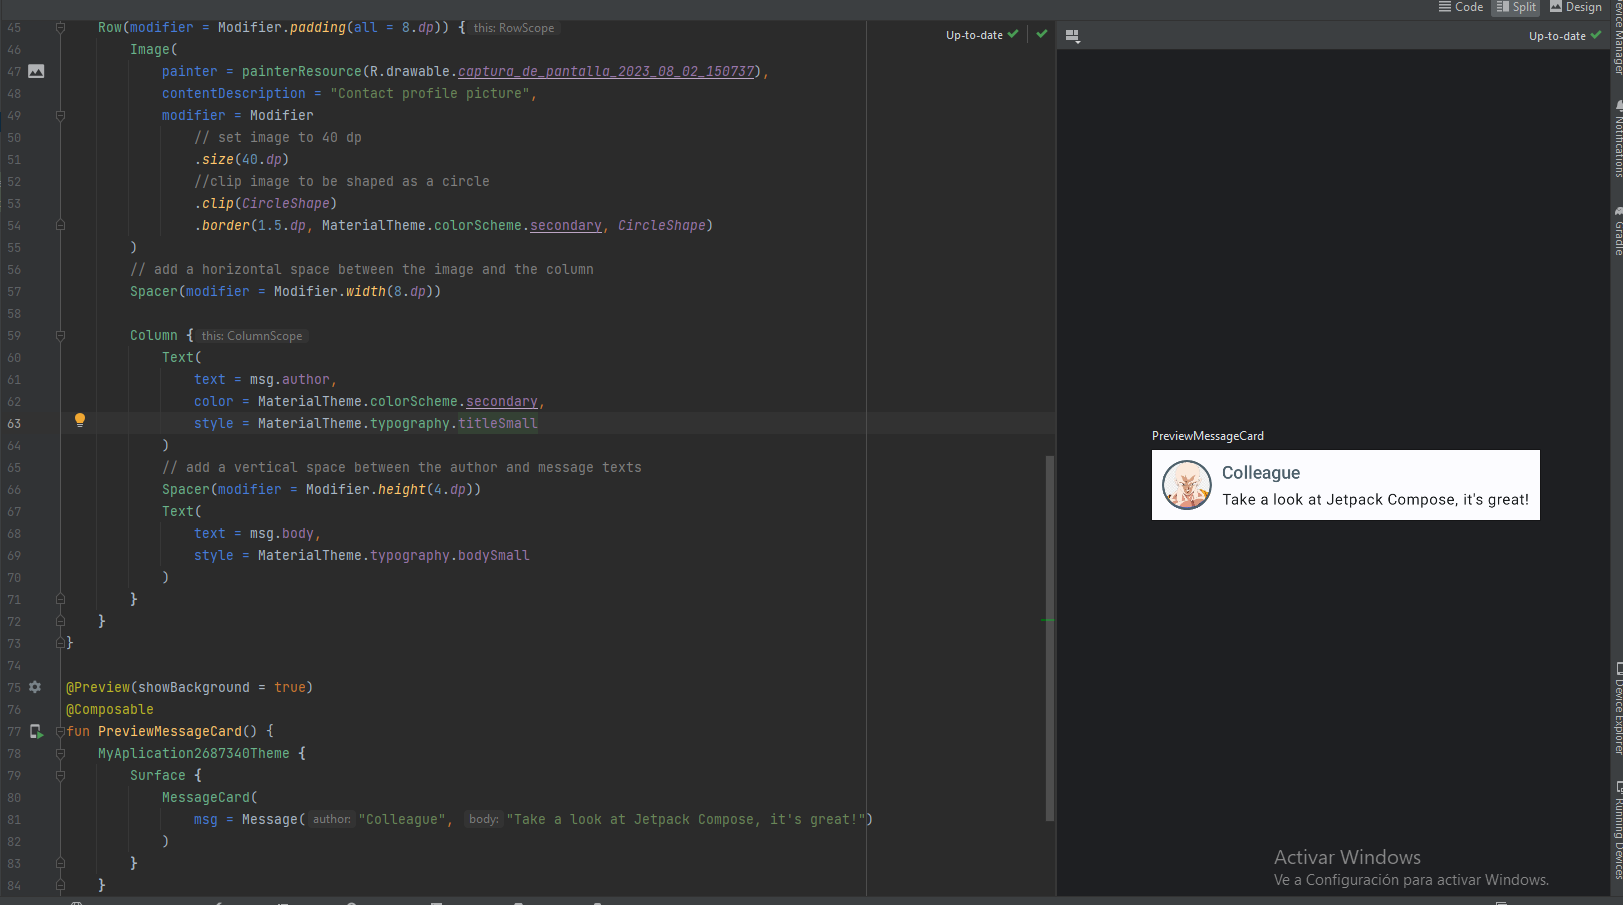 Code Split Design
45 Row(modifier = Modifier.padding(all = 8.dp)) { this: RowScope
Up-to-date
Up-to-date
46 Image(
47 painter = painterResource(R.drawable.captura_de_pantalla_2023_08_02_150737),
48 contentDescription = "Contact profile picture",
49 modifier = Modifier
50 // set image to 40 dp
51 .size(40.dp)
52 //clip image to be shaped as a circle
53 .clip(CircleShape)
54 .border(1.5.dp, MaterialTheme.colorScheme.secondary, CircleShape)
55 )
56 // add a horizontal space between the image and the column
57 Spacer(modifier = Modifier.width(8.dp))
58
59 Column { this: ColumnScope
60 Text(
61 text = msg.author,
62 color = MaterialTheme.colorScheme.secondary,
63 style = MaterialTheme.typography.titleSmall
64 )
65 // add a vertical space between the author and message texts
66 Spacer(modifier = Modifier.height(4.dp))
67 Text(
68 text = msg.body,
69 style = MaterialTheme.typography.bodySmall
70 )
71 }
72 }
73 }
74
75 @Preview(showBackground = true)
76 @Composable
77 fun PreviewMessageCard() {
78 MyAplication2687340Theme {
79 Surface {
80 MessageCard(
81 msg = Message( author: "Colleague", body: "Take a look at Jetpack Compose, it's great!")
82 )
83 }
84 }
PreviewMessageCard
Colleague
Take a look at Jetpack Compose, it's great!
Activar Windows
Ve a Configuración para activar Windows.
Manager
Notifications
Gradle
Device Explorer
Running Devices